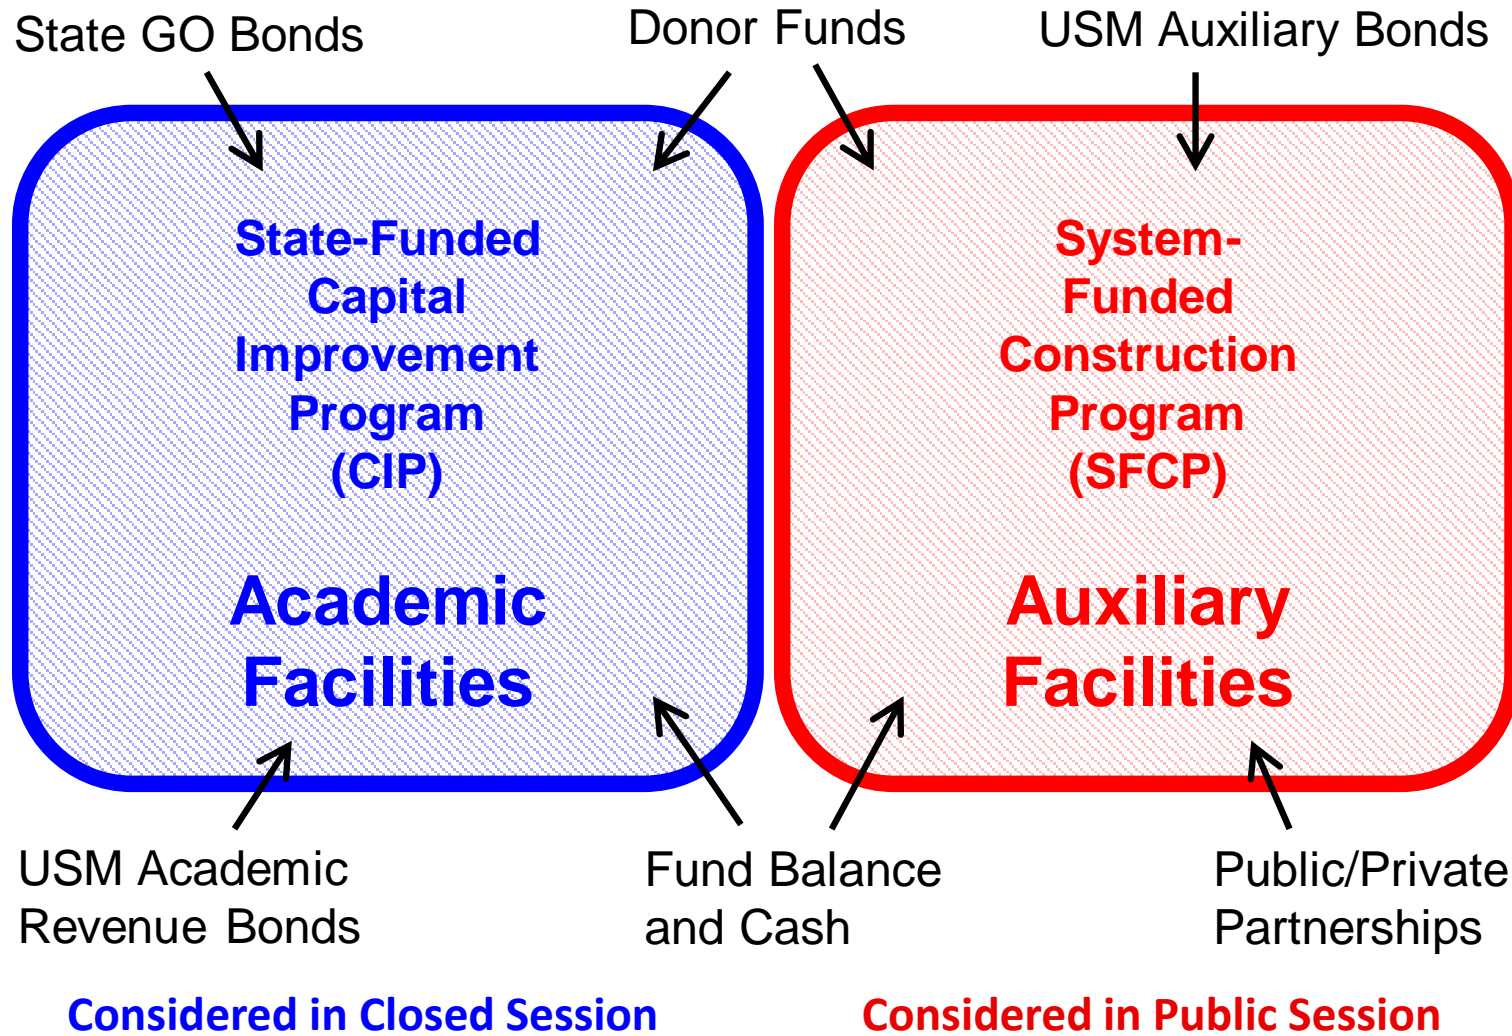 State GO Bonds
Donor Funds
USM Auxiliary Bonds
State-Funded
Capital
Improvement
Program
(CIP)
Academic
Facilities
System-
Funded
Construction
Program
(SFCP)
Auxiliary
Facilities
USM Academic
Revenue Bonds
Fund Balance
and Cash
Public/Private
Partnerships
Considered in Closed Session
Considered in Public Session